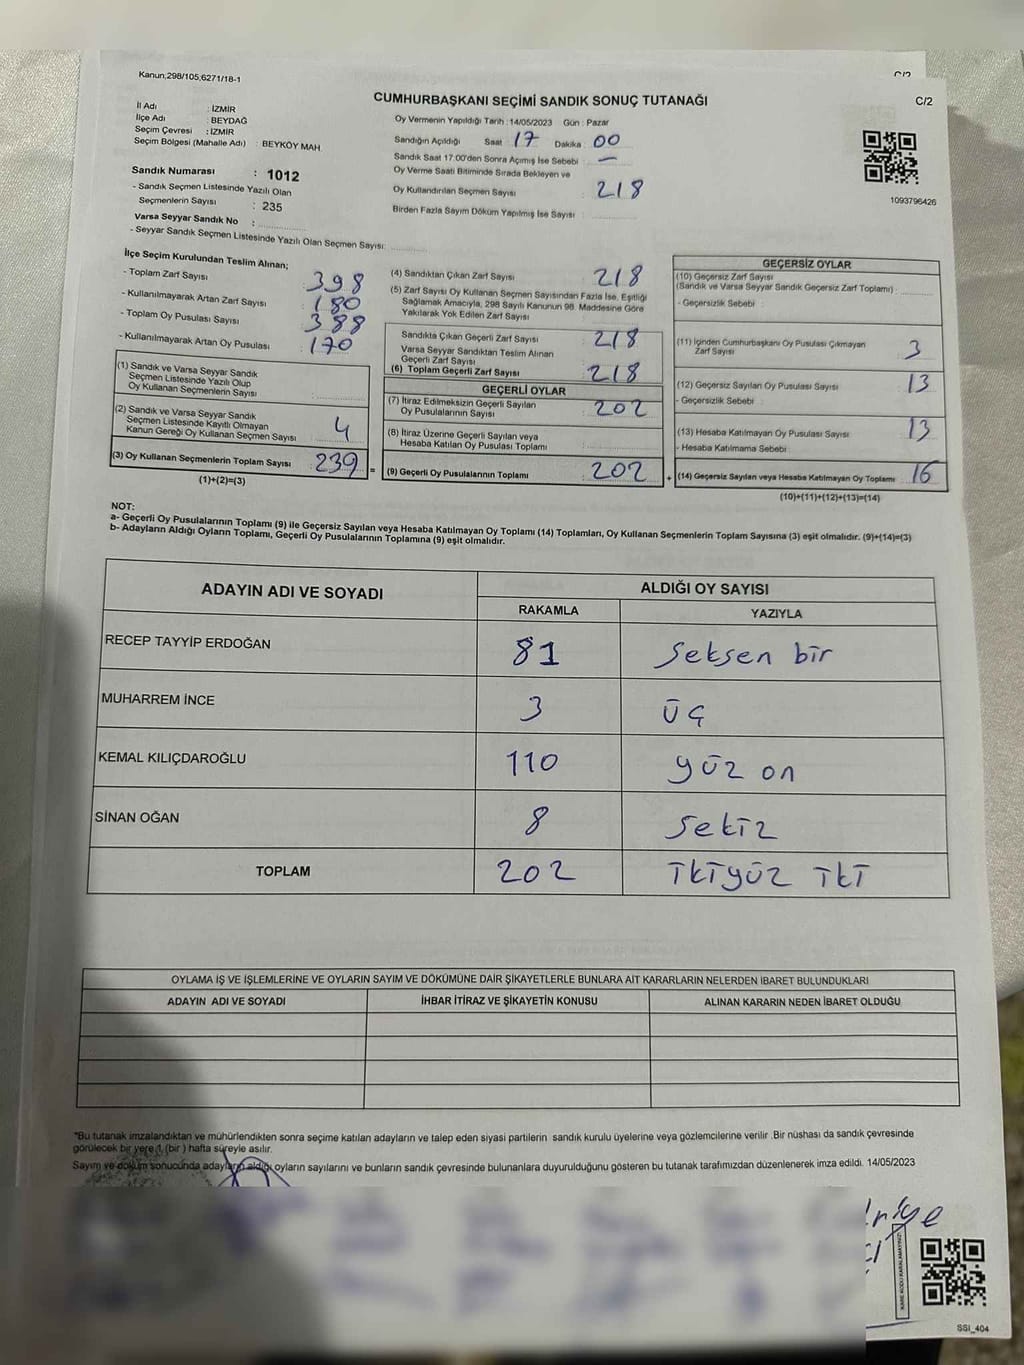 Kanun,298/105,6271/18-1
C/2
C/2
CUMHURBAŞKANI SEÇİMİ SANDIK SONUÇ TUTANAĞI
İl Adı : İZMİR
İlçe Adı : BEYDAĞ
Seçim Çevresi : İZMİR
Seçim Bölgesi (Mahalle Adı) : BEYKÖY MAH
Sandık Numarası : 1012
- Sandık Seçmen Listesinde Yazılı Olan
Seçmenlerin Sayısı : 235
Varsa Seyyar Sandık No :
- Seyyar Sandık Seçmen Listesinde Yazılı Olan Seçmen Sayısı:
Oy Vermenin Yapıldığı Tarih : 14/05/2023 Gün : Pazar
Sandığın Açıldığı Saat 17 Dakika : 00
Sandık Saat 17.00'den Sonra Açımış İse Sebebi : —
Oy Verme Saati Bitiminde Sırada Bekleyen ve
Oy Kullandırılan Seçmen Sayısı : 218
Birden Fazla Sayım Döküm Yapılmış İse Sayısı :
1093796426
İlçe Seçim Kurulundan Teslim Alınan;
- Toplam Zarf Sayısı : 398
- Kullanılmayarak Artan Zarf Sayısı : 180
- Toplam Oy Pusulası Sayısı : 388
- Kullanılmayarak Artan Oy Pusulası : 170
(1) Sandık ve Varsa Seyyar Sandık
Seçmen Listesinde Yazılı Olup
Oy Kullanan Seçmenlerin Sayısı :
(2) Sandık ve Varsa Seyyar Sandık
Seçmen Listesinde Kayıtlı Olmayan
Kanun Gereği Oy Kullanan Seçmen Sayısı : 4
(3) Oy Kullanan Seçmenlerin Toplam Sayısı : 239 =
(1)+(2)=(3)
(4) Sandıktan Çıkan Zarf Sayısı : 218
(5) Zarf Sayısı Oy Kullanan Seçmen Sayısından Fazla İse, Eşitliği
Sağlamak Amacıyla, 298 Sayılı Kanunun 98. Maddesine Göre
Yakılarak Yok Edilen Zarf Sayısı :
Sandıkta Çıkan Geçerli Zarf Sayısı : 218
Varsa Seyyar Sandıktan Teslim Alınan
Geçerli Zarf Sayısı :
(6) Toplam Geçerli Zarf Sayısı : 218
GEÇERLİ OYLAR
(7) İtiraz Edilmeksizin Geçerli Sayılan
Oy Pusulalarının Sayısı : 202
(8) İtiraz Üzerine Geçerli Sayılan veya
Hesaba Katılan Oy Pusulası Toplamı :
(9) Geçerli Oy Pusulalarının Toplamı : 202 +
GEÇERSİZ OYLAR
(10) Geçersiz Zarf Sayısı
(Sandık ve Varsa Seyyar Sandık Geçersiz Zarf Toplamı) :
- Geçersizlik Sebebi :
(11) İçinden Cumhurbaşkanı Oy Pusulası Çıkmayan
Zarf Sayısı : 3
(12) Geçersiz Sayılan Oy Pusulası Sayısı : 13
- Geçersizlik Sebebi :
(13) Hesaba Katılmayan Oy Pusulası Sayısı : 13
- Hesaba Katılmama Sebebi :
(14) Geçersiz Sayılan veya Hesaba Katılmayan Oy Toplamı : 16
(10)+(11)+(12)+(13)=(14)
NOT:
a- Geçerli Oy Pusulalarının Toplamı (9) ile Geçersiz Sayılan veya Hesaba Katılmayan Oy Toplamı (14) Toplamları, Oy Kullanan Seçmenlerin Toplam Sayısına (3) eşit olmalıdır. (9)+(14)=(3)
b- Adayların Aldığı Oyların Toplamı, Geçerli Oy Pusulalarının Toplamına (9) eşit olmalıdır.
ADAYIN ADI VE SOYADI ALDIĞI OY SAYISI
RAKAMLA YAZIYLA
RECEP TAYYİP ERDOĞAN 81 Seksen bir
MUHARREM İNCE 3 ÜÇ
KEMAL KILIÇDAROĞLU 110 yüz on
SİNAN OĞAN 8 Sekiz
TOPLAM 202 İkiyüz iki
OYLAMA İŞ VE İŞLEMLERİNE VE OYLARIN SAYIM VE DÖKÜMÜNE DAİR ŞİKAYETLERLE BUNLARA AİT KARARLARIN NELERDEN İBARET BULUNDUKLARI
ADAYIN ADI VE SOYADI İHBAR İTİRAZ VE ŞİKAYETİN KONUSU ALINAN KARARIN NEDEN İBARET OLDUĞU
*Bu tutanak imzalandıktan ve mühürlendikten sonra seçime katılan adayların ve talep eden siyasi partilerin sandık kurulu üyelerine veya gözlemcilerine verilir .Bir nüshası da sandık çevresinde
görülecek bir yere 1 (bir ) hafta süreyle asılır.
Sayım ve döküm sonucunda adayların aldığı oyların sayılarını ve bunların sandık çevresinde bulunanlara duyurulduğunu gösteren bu tutanak tarafımızdan düzenlenerek imza edildi. 14/05/2023
KARE KODU KARALAMAYINIZ!
SSI_404